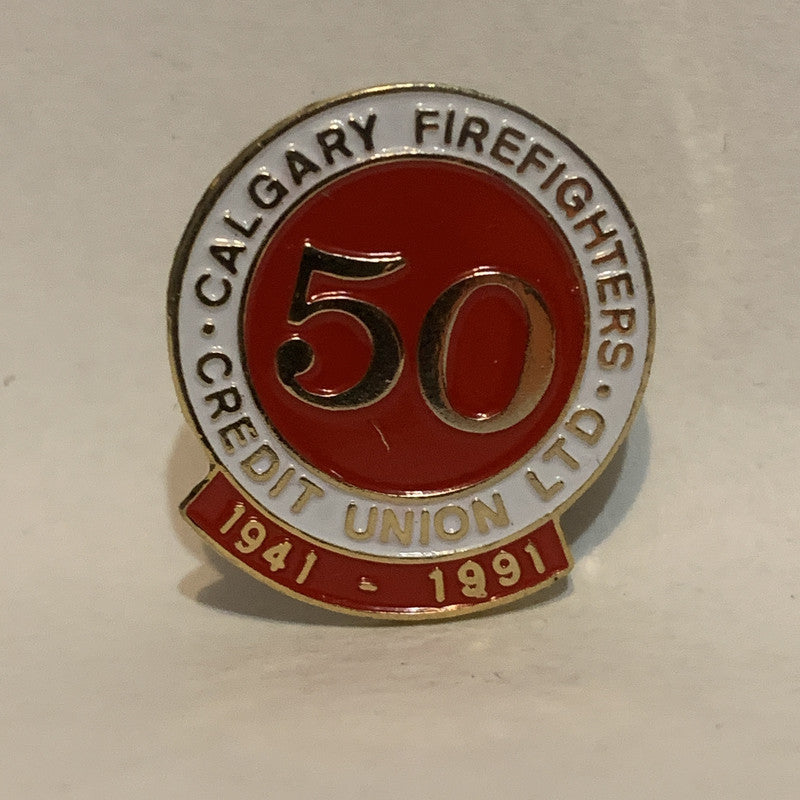 CALGARY FIREFIGHTERS
50
CREDIT UNION LTD
1941 - 1991